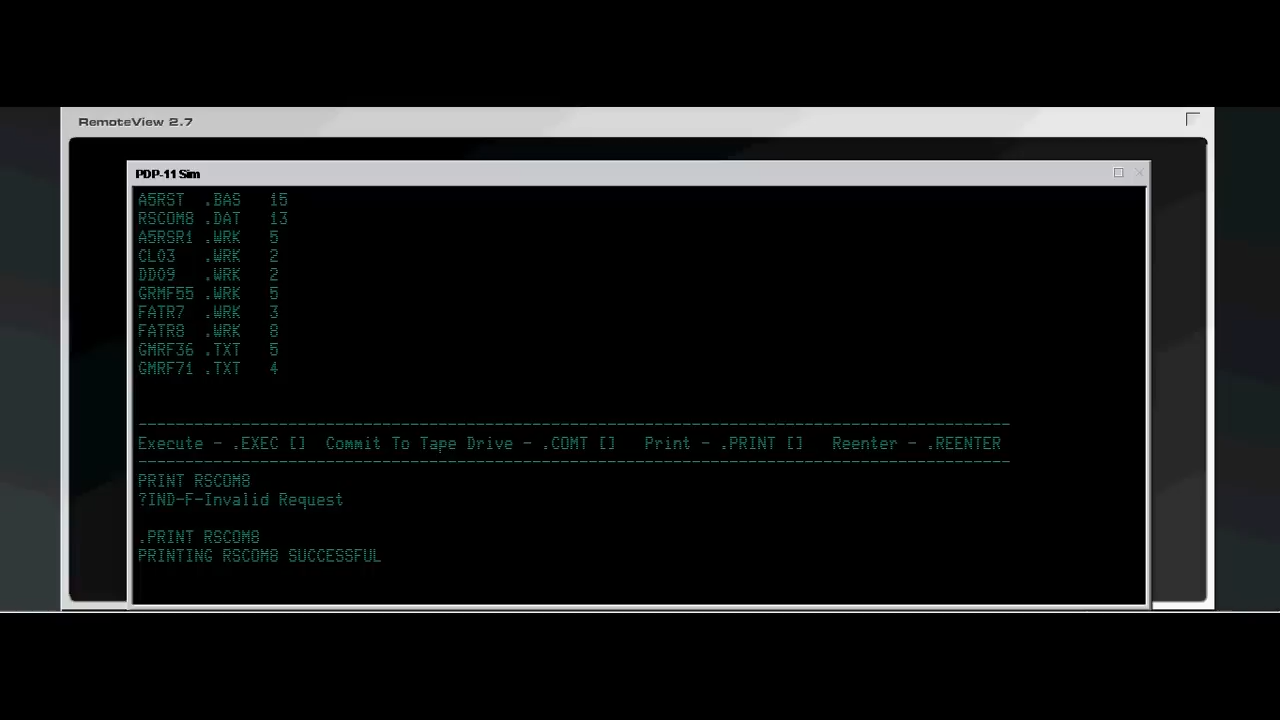 RemoteView 2.7
PDP-11 Sim
A5RST .BAS 15
RSCOM8 .DAT 13
A5RSR1 .WRK 5
CLO3 .WRK 2
DDO9 .WRK 2
GRMF55 .WRK 5
FATR7 .WRK 3
FATR8 .WRK 8
GMRF36 .TXT 5
GMRF71 .TXT 4
Execute - .EXEC [] Commit To Tape Drive - .COMT [] Print - .PRINT [] Reenter - .REENTER
PRINT RSCOM8
?IND-F-Invalid Request
.PRINT RSCOM8
PRINTING RSCOM8 SUCCESSFUL